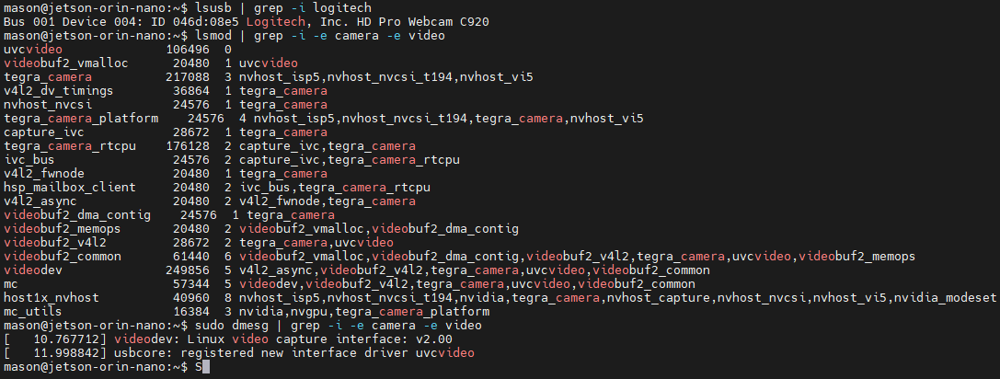 mason@jetson-orin-nano:~$ lsusb | grep -i logitech
Bus 001 Device 004: ID 046d:08e5 Logitech, Inc. HD Pro Webcam C920
mason@jetson-orin-nano:~$ lsmod | grep -i -e camera -e video
uvcvideo              106496  0
videobuf2_vmalloc      20480  1 uvcvideo
tegra_camera          217088  3 nvhost_isp5,nvhost_nvcsi_t194,nvhost_vi5
v4l2_dv_timings        36864  1 tegra_camera
nvhost_nvcsi           24576  1 tegra_camera
tegra_camera_platform    24576  4 nvhost_isp5,nvhost_nvcsi_t194,tegra_camera,nvhost_vi5
capture_ivc            28672  1 tegra_camera
tegra_camera_rtcpu    176128  2 capture_ivc,tegra_camera
ivc_bus                24576  2 capture_ivc,tegra_camera_rtcpu
v4l2_fwnode            20480  1 tegra_camera
hsp_mailbox_client     20480  2 ivc_bus,tegra_camera_rtcpu
v4l2_async             20480  2 v4l2_fwnode,tegra_camera
videobuf2_dma_contig    24576  1 tegra_camera
videobuf2_memops       20480  2 videobuf2_vmalloc,videobuf2_dma_contig
videobuf2_v4l2         28672  2 tegra_camera,uvcvideo
videobuf2_common       61440  6 videobuf2_vmalloc,videobuf2_dma_contig,videobuf2_v4l2,tegra_camera,uvcvideo,videobuf2_memops
videodev              249856  5 v4l2_async,videobuf2_v4l2,tegra_camera,uvcvideo,videobuf2_common
mc                     57344  5 videodev,videobuf2_v4l2,tegra_camera,uvcvideo,videobuf2_common
host1x_nvhost          40960  8 nvhost_isp5,nvhost_nvcsi_t194,nvidia,tegra_camera,nvhost_capture,nvhost_nvcsi,nvhost_vi5,nvidia_modeset
mc_utils               16384  3 nvidia,nvgpu,tegra_camera_platform
mason@jetson-orin-nano:~$ sudo dmesg | grep -i -e camera -e video
[   10.767712] videodev: Linux video capture interface: v2.00
[   11.998842] usbcore: registered new interface driver uvcvideo
mason@jetson-orin-nano:~$ S